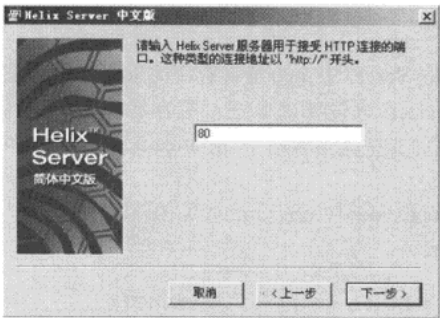 Helix Server 中文版
请输入 Helix Server 服务器用于接受 HTTP 连接的端
口。这种类型的连接地址以 "http://" 开头。
80
Helix™
Server
简体中文版
取消
<上一步
下一步>